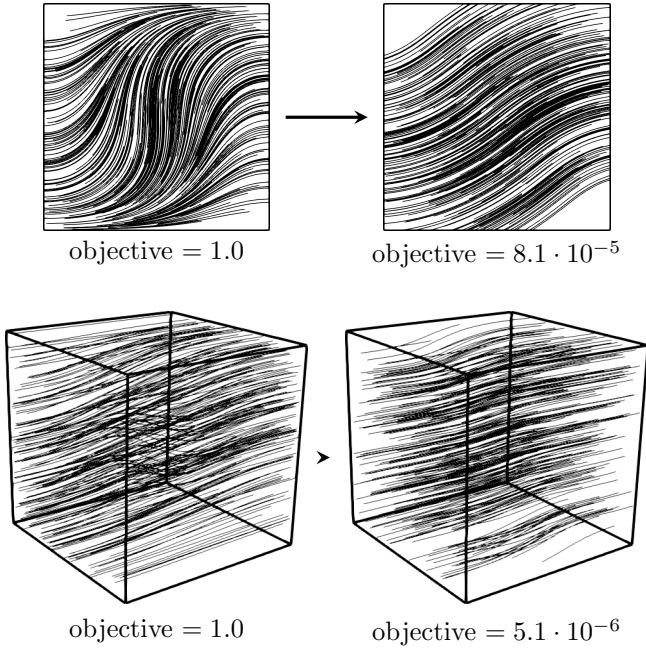 objective = 1.0
objective = 8.1 · 10⁻⁵
objective = 1.0
objective = 5.1 · 10⁻⁶